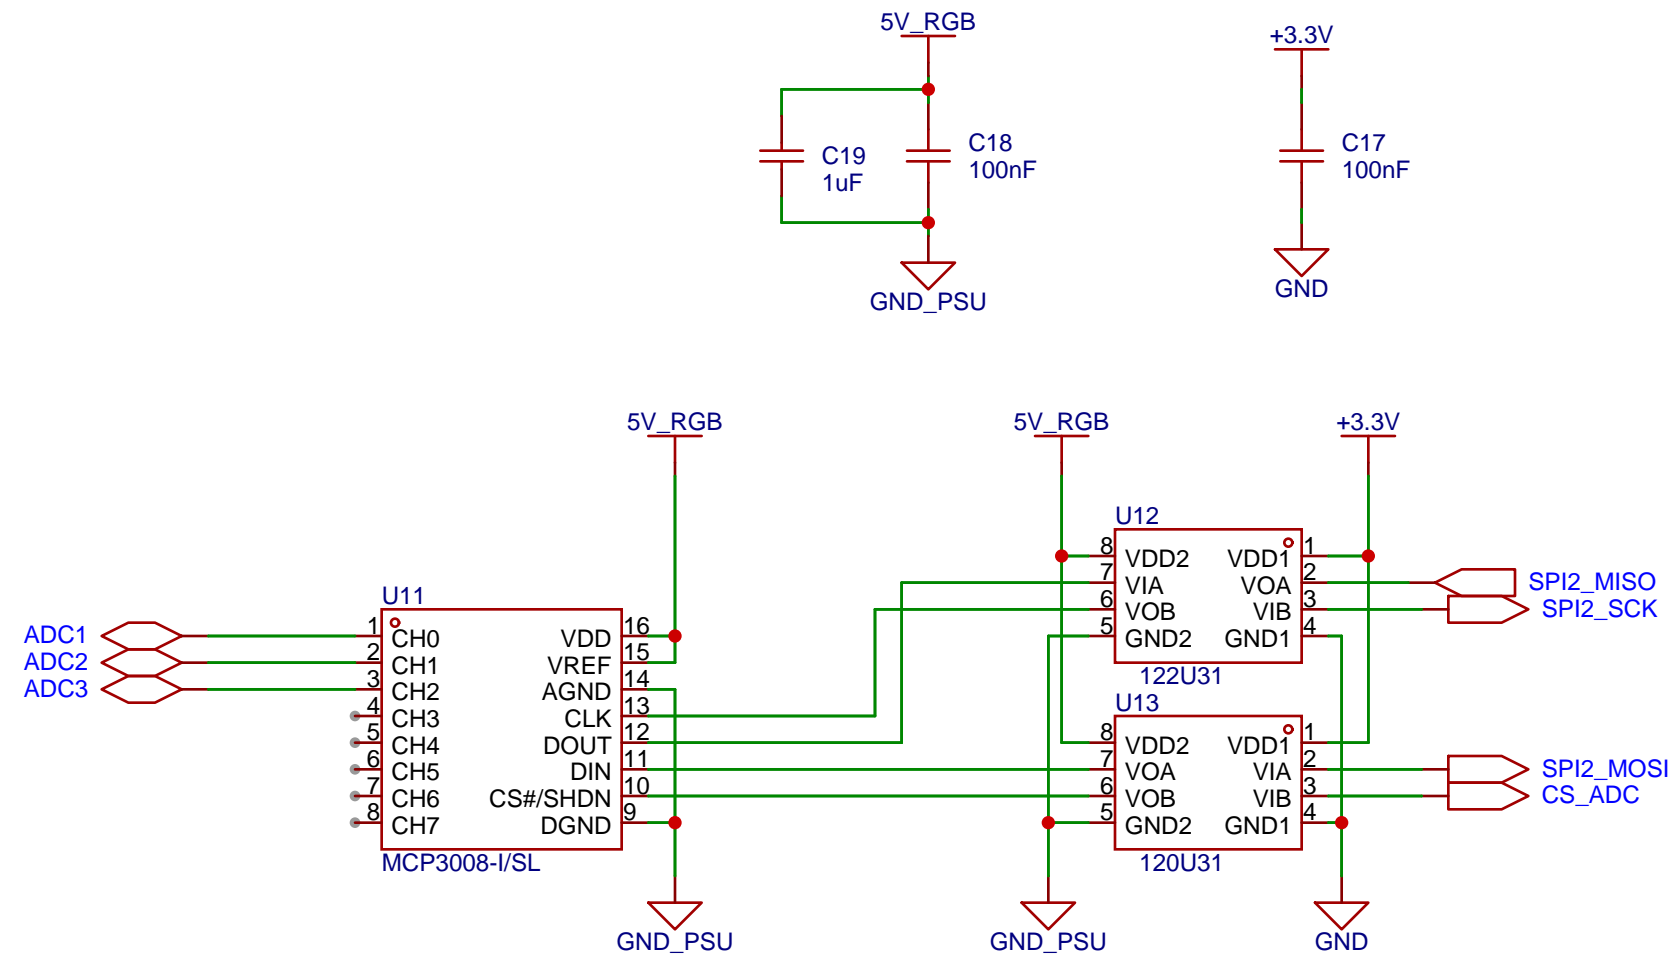 5V_RGB
+3.3V
C19
1uF
C18
100nF
C17
100nF
GND_PSU
GND
5V_RGB
5V_RGB
+3.3V
U11
ADC1
ADC2
ADC3
1 CH0 VDD 16
2 CH1 VREF 15
3 CH2 AGND 14
4 CH3 CLK 13
5 CH4 DOUT 12
6 CH5 DIN 11
7 CH6 CS#/SHDN 10
8 CH7 DGND 9
MCP3008-I/SL
GND_PSU
U12
8 VDD2 VDD1 1
7 VIA VOA 2 SPI2_MISO
6 VOB VIB 3 SPI2_SCK
5 GND2 GND1 4
122U31
U13
8 VDD2 VDD1 1
7 VOA VIA 2 SPI2_MOSI
6 VOB VIB 3 CS_ADC
5 GND2 GND1 4
120U31
GND_PSU
GND